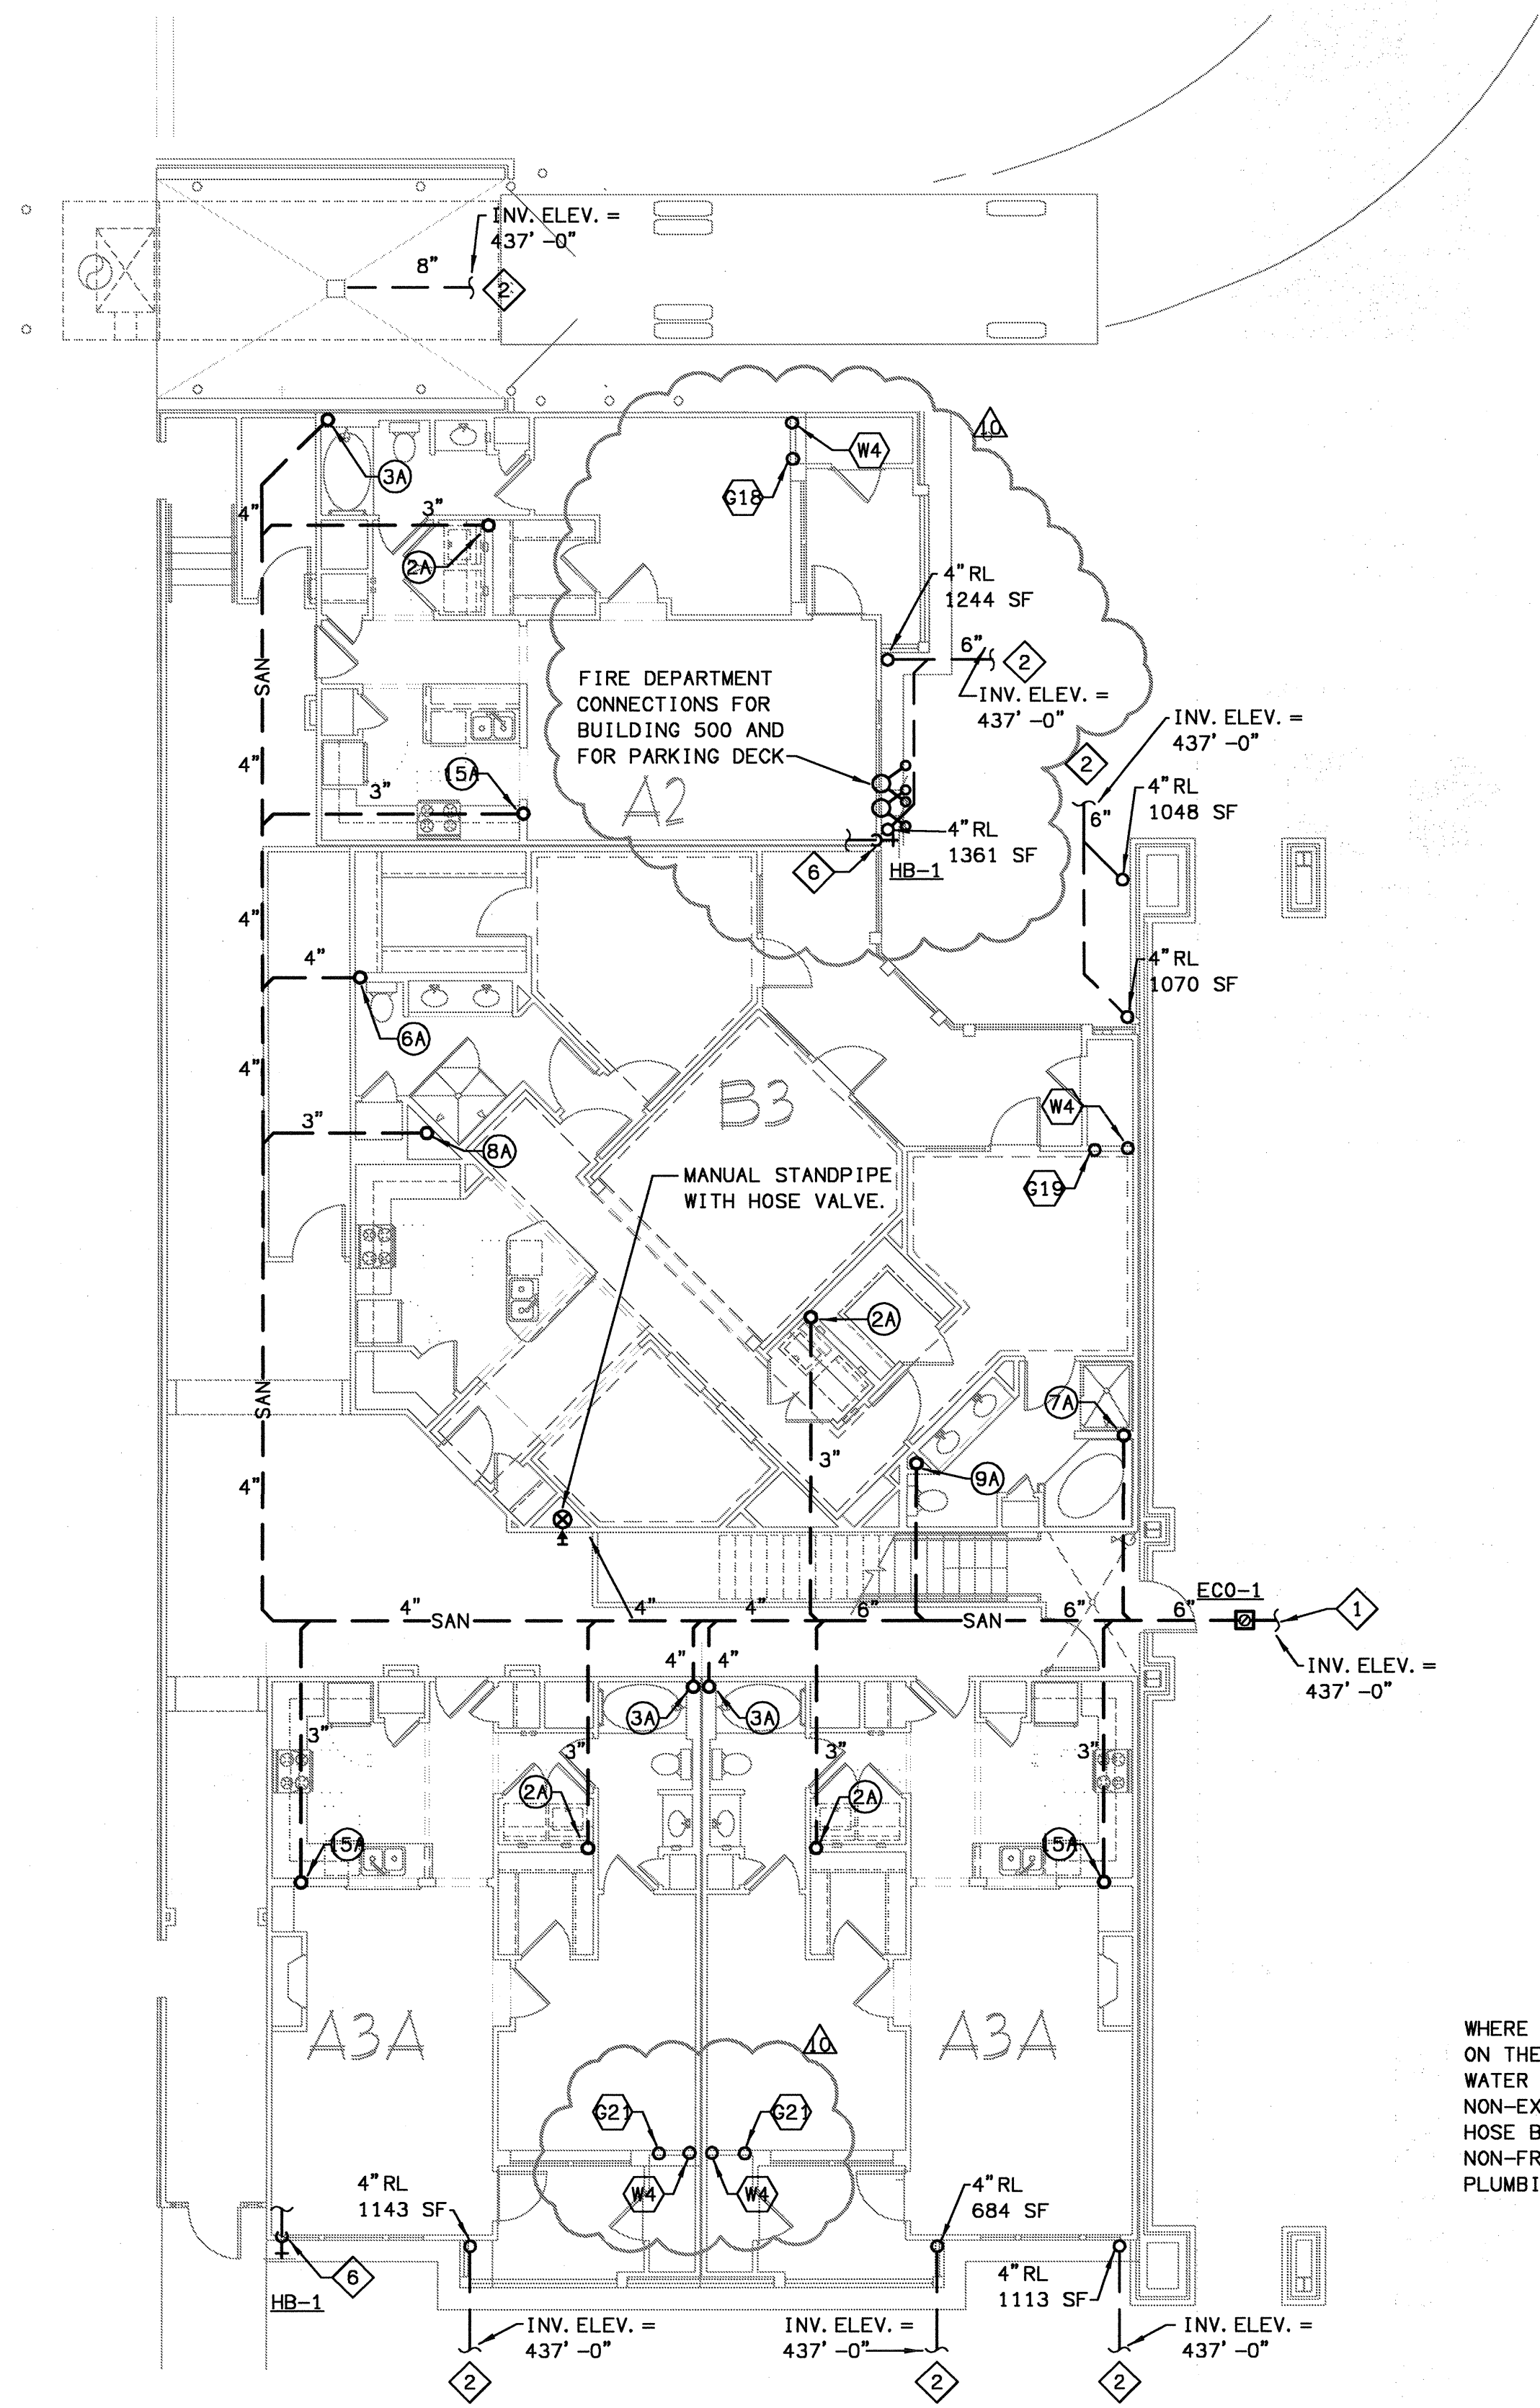 INV. ELEV. =
437'-0"
8"
2
10
W4
3A
G18
4"
3"
2A
4" RL
1244 SF
6"
2
INV. ELEV. =
437'-0"
SAN
FIRE DEPARTMENT
CONNECTIONS FOR
BUILDING 500 AND
FOR PARKING DECK
INV. ELEV. =
437'-0"
2
4"
15A
3"
A2
4" RL
1048 SF
6"
4" RL
1361 SF
6
HB-1
4"
4"
4" RL
1070 SF
6A
4"
B3
W4
3"
8A
MANUAL STANDPIPE
WITH HOSE VALVE.
G19
2A
SAN
7A
3"
4"
9A
ECO-1
4"
SAN
4"
4"
6"
SAN
6"
6"
1
INV. ELEV. =
437'-0"
4"
4"
3A
3A
3"
3"
3"
3"
2A
2A
15A
15A
A3A
A3A
WHERE
ON THE
WATER
NON-EX
HOSE B
NON-FR
PLUMBI
10
G21
G21
4" RL
1143 SF
W4
W4
4" RL
684 SF
6
HB-1
4" RL
1113 SF
INV. ELEV. =
437'-0"
INV. ELEV. =
437'-0"
INV. ELEV. =
437'-0"
2
2
2